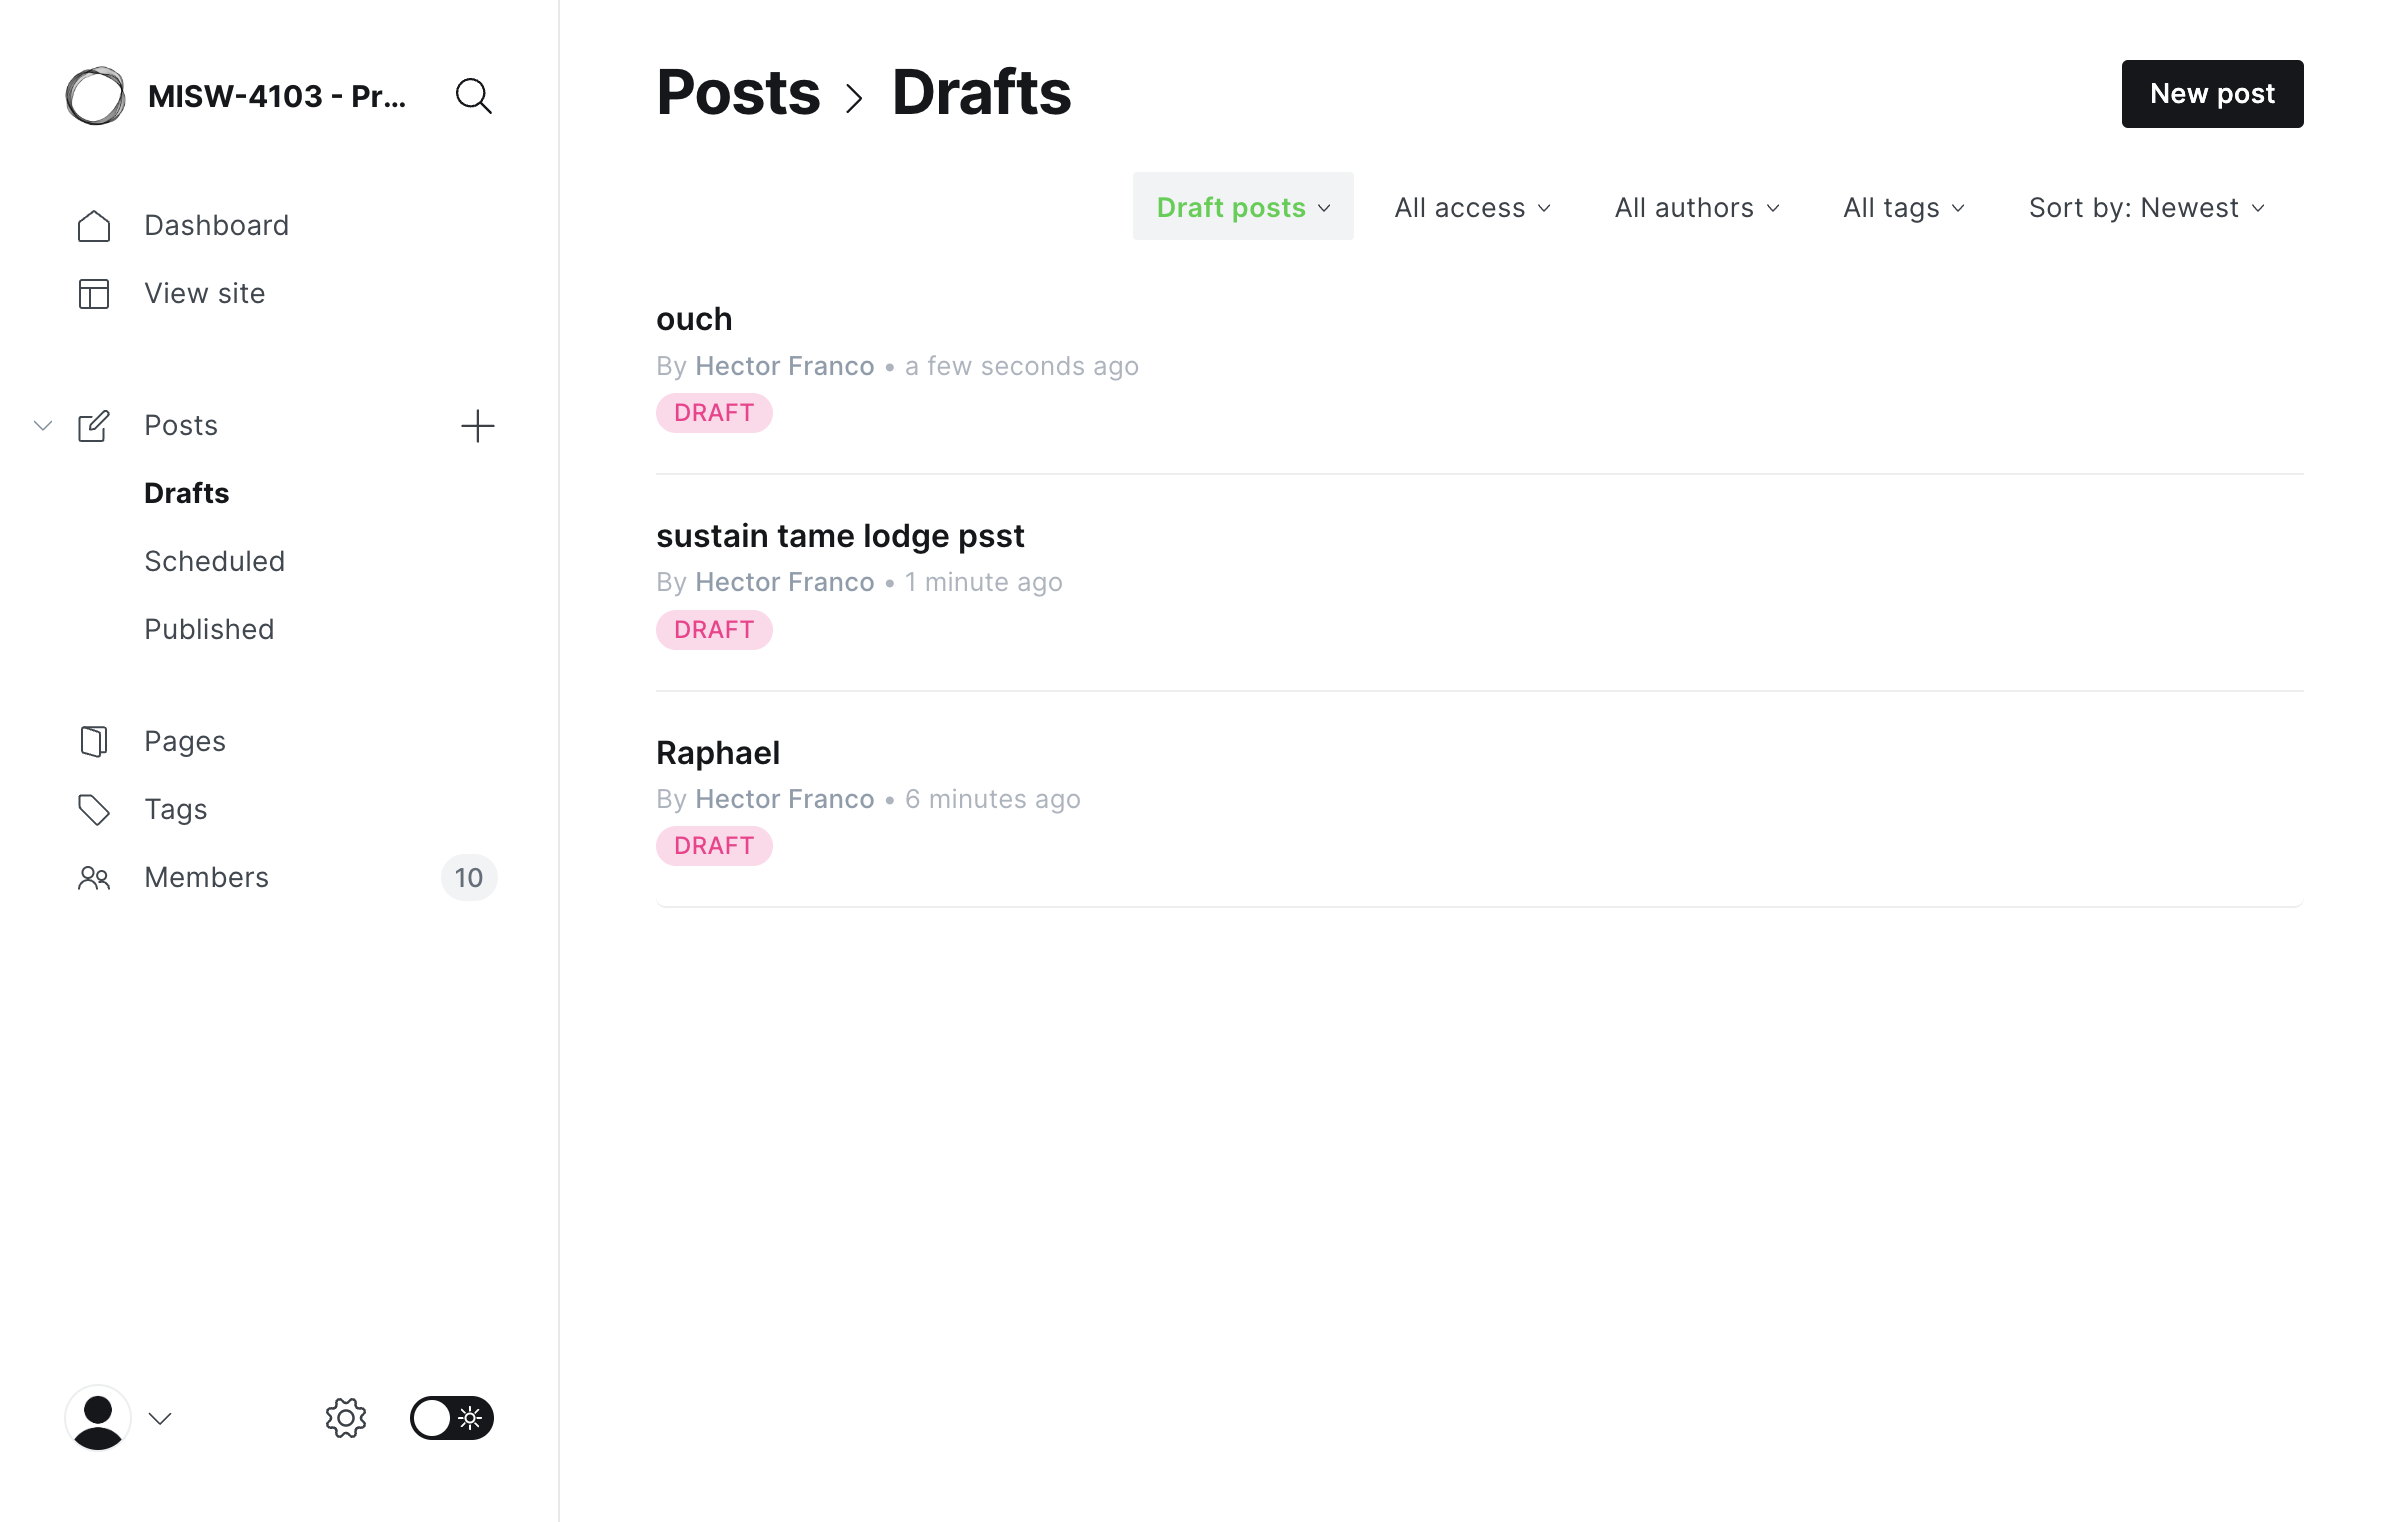 MISW-4103 - Pr...
Dashboard
View site
Posts
Drafts
Scheduled
Published
Pages
Tags
Members 10
Posts > Drafts
New post
Draft posts All access All authors All tags Sort by: Newest
ouch
By Hector Franco • a few seconds ago
DRAFT
sustain tame lodge psst
By Hector Franco • 1 minute ago
DRAFT
Raphael
By Hector Franco • 6 minutes ago
DRAFT